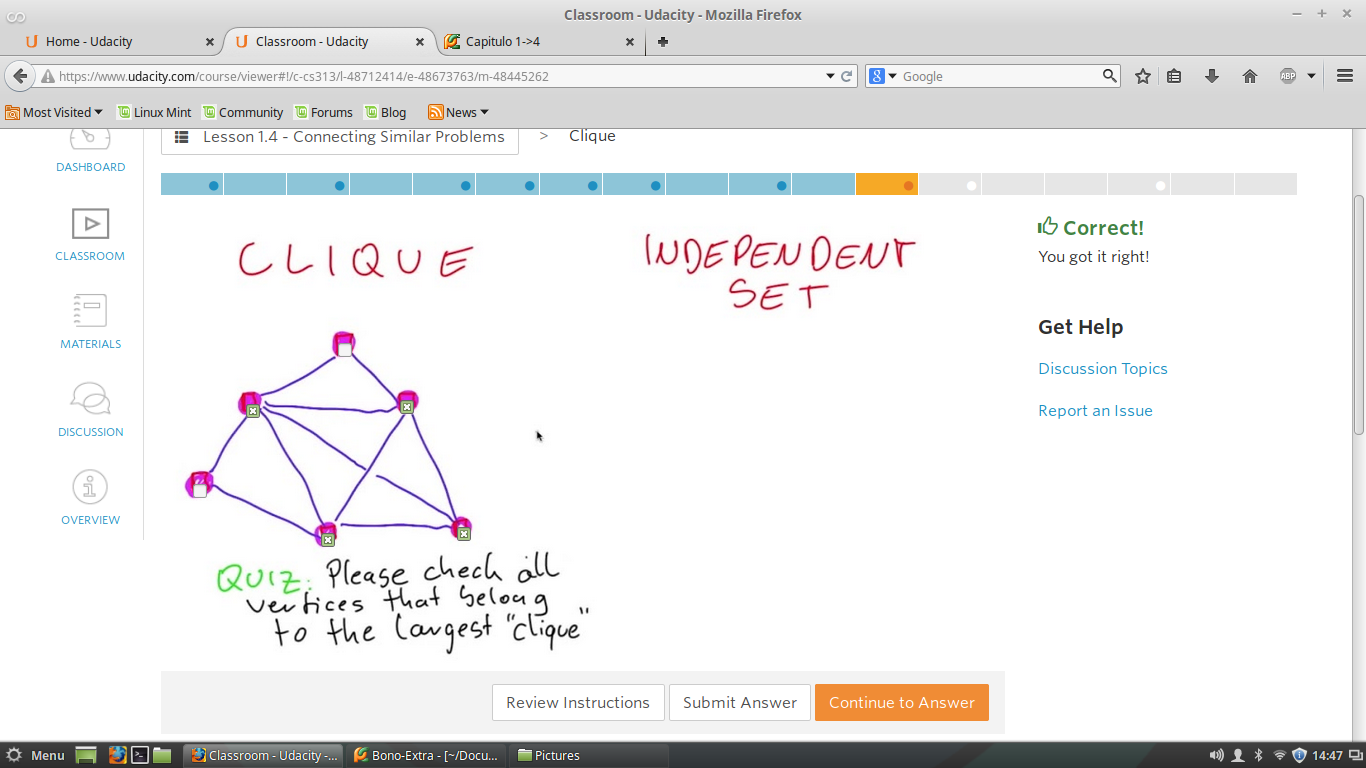 Classroom - Udacity - Mozilla Firefox
Home - Udacity
Classroom - Udacity
Capitulo 1->4
https://www.udacity.com/course/viewer#!/c-cs313/l-48712414/e-48673763/m-48445262
Google
ABP
Most Visited
Linux Mint
Community
Forums
Blog
News
Lesson 1.4 - Connecting Similar Problems
>
Clique
DASHBOARD
CLASSROOM
MATERIALS
DISCUSSION
OVERVIEW
CLIQUE
INDEPENDENT
SET
QUIZ: Please check all
vertices that belong
to the largest "clique"
Correct!
You got it right!
Get Help
Discussion Topics
Report an Issue
Review Instructions
Submit Answer
Continue to Answer
Menu
Classroom - Udacity -...
Bono-Extra - [~/Docu...
Pictures
14:47